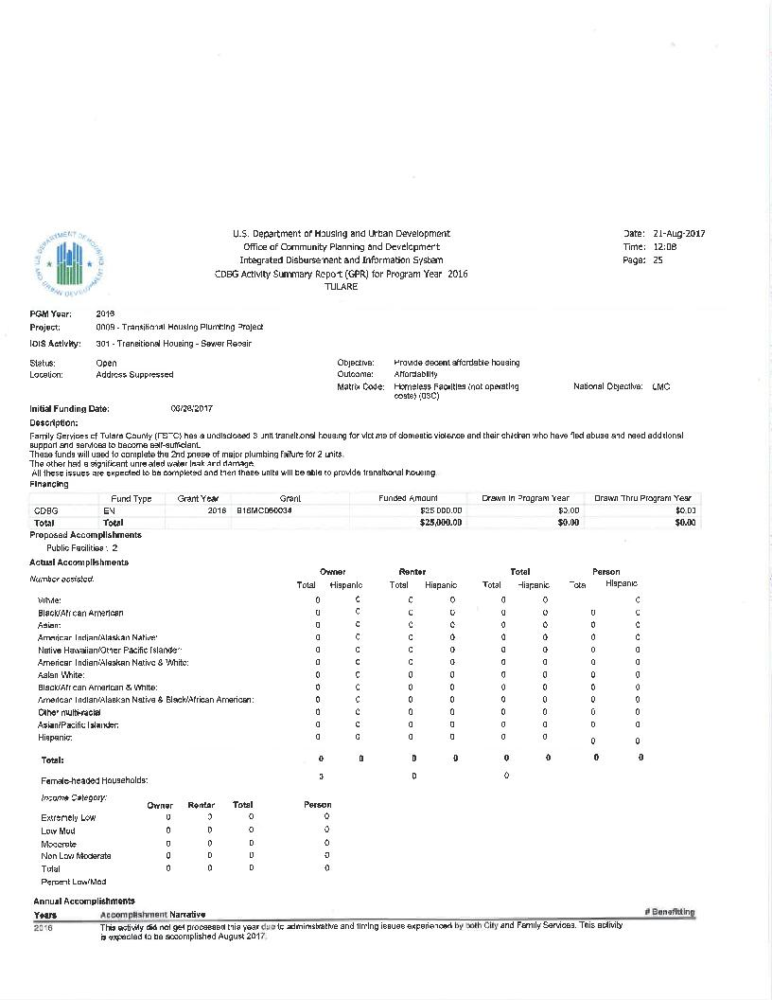 U.S. DEPARTMENT OF HOUSING
AND URBAN DEVELOPMENT
U.S. Department of Housing and Urban Development
Office of Community Planning and Development
Integrated Disbursement and Information System
CDBG Activity Summary Report (GPR) for Program Year 2016
TULARE
Date: 21-Aug-2017
Time: 12:08
Page: 25
PGM Year: 2016
Project: 0009 - Transitional Housing Plumbing Project
IDIS Activity: 301 - Transitional Housing - Sewer Repair
Status: Open Objective: Provide decent affordable housing
Location: Address Suppressed Outcome: Affordability
Matrix Code: Homeless Facilities (not operating costs) (03C) National Objective: LMC
Initial Funding Date: 06/26/2017
Description:
Family Services of Tulare County (FSTC) has a undisclosed 3 unit transitional housing for victims of domestic violence and their children who have fled abuse and need additional
support and services to become self-sufficient.
These funds will used to complete the 2nd phase of major plumbing failure for 2 units.
The other had a significant unrelated water leak and damage.
All these issues are expected to be completed and then these units will be able to provide transitional housing.
Financing
Fund Type Grant Year Grant Funded Amount Drawn In Program Year Drawn Thru Program Year
CDBG EN 2016 B16MC060034 $25,000.00 $0.00 $0.00
Total Total $25,000.00 $0.00 $0.00
Proposed Accomplishments
Public Facilities : 2
Actual Accomplishments
Number assisted: Owner Renter Total Person
Total Hispanic Total Hispanic Total Hispanic Total Hispanic
White: 0 0 0 0 0 0 0
Black/African American 0 0 0 0 0 0 0 0
Asian: 0 0 0 0 0 0 0 0
American Indian/Alaskan Native: 0 0 0 0 0 0 0 0
Native Hawaiian/Other Pacific Islander: 0 0 0 0 0 0 0 0
American Indian/Alaskan Native & White: 0 0 0 0 0 0 0 0
Asian White: 0 0 0 0 0 0 0 0
Black/African American & White: 0 0 0 0 0 0 0 0
American Indian/Alaskan Native & Black/African American: 0 0 0 0 0 0 0 0
Other multi-racial 0 0 0 0 0 0 0 0
Asian/Pacific Islander: 0 0 0 0 0 0 0 0
Hispanic: 0 0 0 0 0 0 0 0
Total: 0 0 0 0 0 0 0 0
Female-headed Households: 0 0 0
Income Category:
Owner Renter Total Person
Extremely Low 0 0 0 0
Low Mod 0 0 0 0
Moderate 0 0 0 0
Non Low Moderate 0 0 0 0
Total 0 0 0 0
Percent Low/Mod
Annual Accomplishments
Years Accomplishment Narrative # Benefitting
2016 This activity did not get processed this year due to adminstrative and timing issues experienced by both City and Family Services. This activity
is expected to be accomplished August 2017.